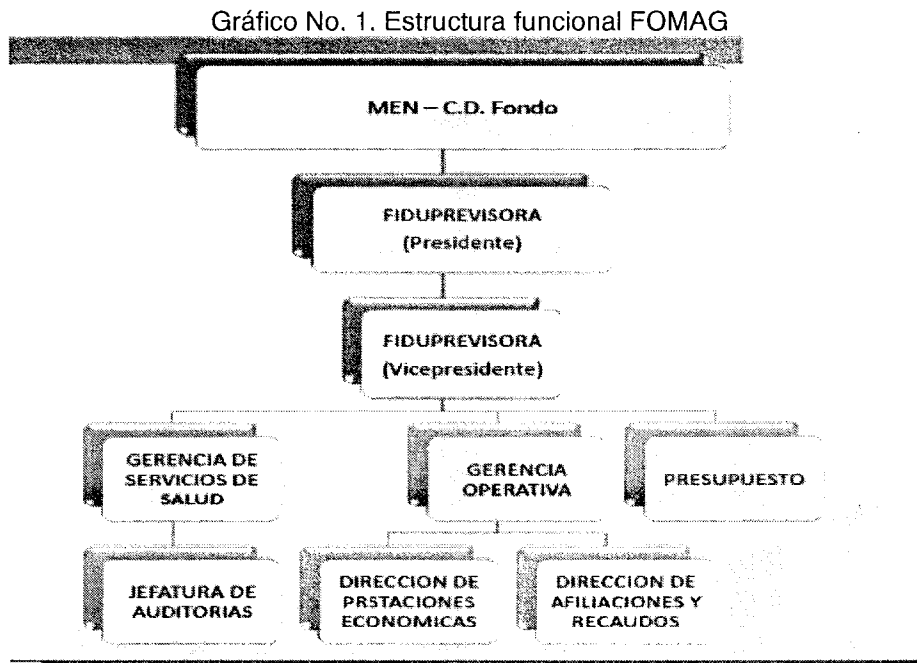 Gráfico No. 1. Estructura funcional FOMAG
MEN – C.D. Fondo
FIDUPREVISORA
(Presidente)
FIDUPREVISORA
(Vicepresidente)
GERENCIA DE
SERVICIOS DE
SALUD
GERENCIA
OPERATIVA
PRESUPUESTO
JEFATURA DE
AUDITORIAS
DIRECCION DE
PRSTACIONES
ECONOMICAS
DIRECCION DE
AFILIACIONES Y
RECAUDOS